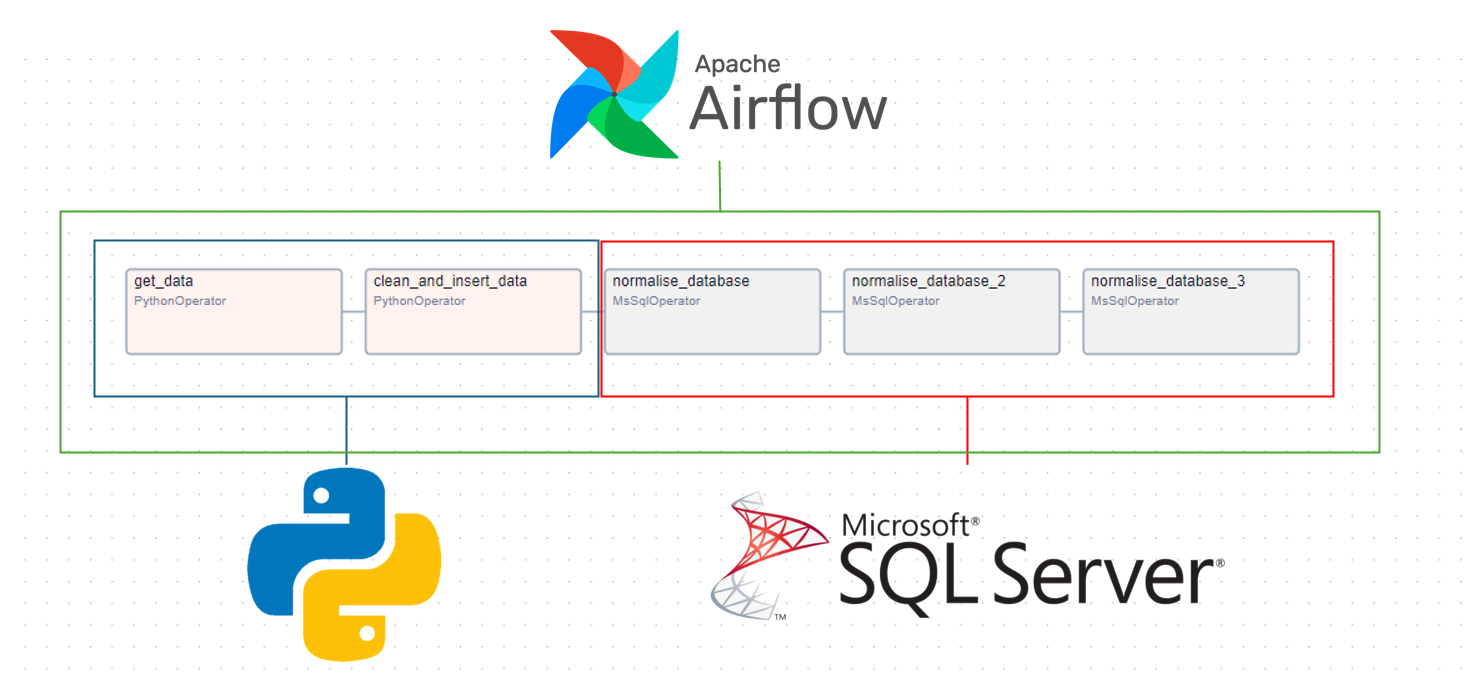 Apache
Airflow
get_data
PythonOperator
clean_and_insert_data
PythonOperator
normalise_database
MsSqlOperator
normalise_database_2
MsSqlOperator
normalise_database_3
MsSqlOperator
Microsoft®
SQL Server®
TM